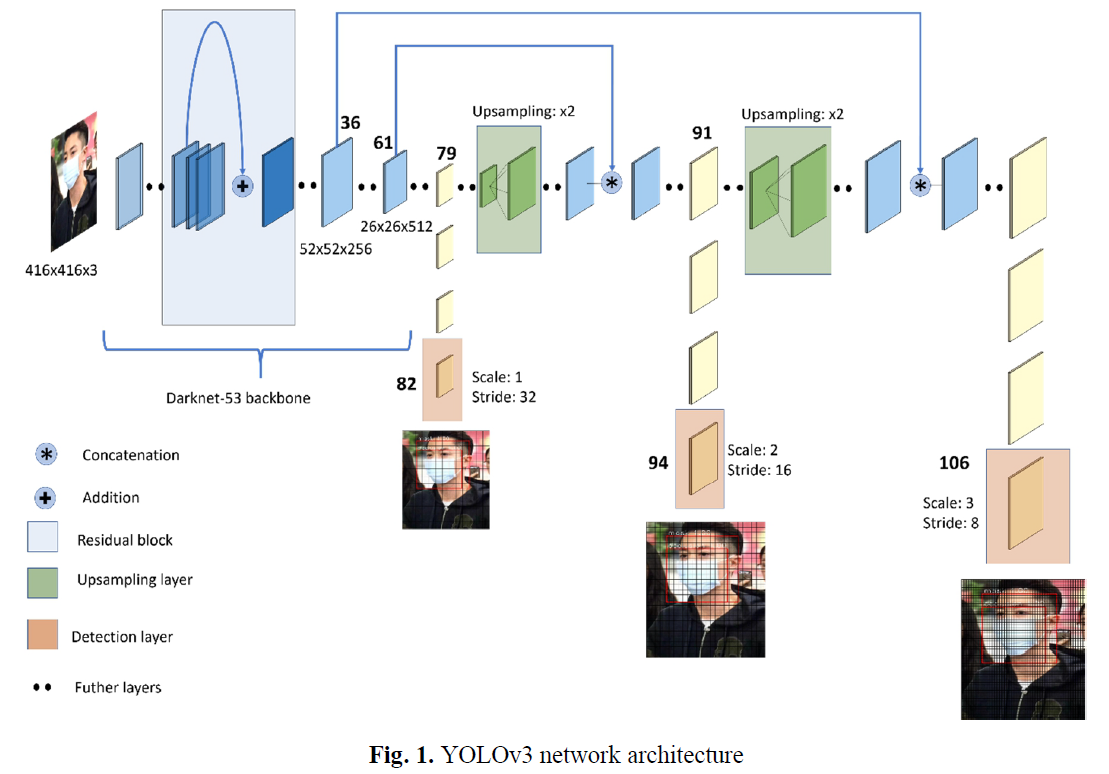 36
61
79
Upsampling: x2
91
Upsampling: x2
416x416x3
52x52x256
26x26x512
Darknet-53 backbone
82
Scale: 1
Stride: 32
94
Scale: 2
Stride: 16
106
Scale: 3
Stride: 8
* Concatenation
+ Addition
Residual block
Upsampling layer
Detection layer
Futher layers
Fig. 1. YOLOv3 network architecture